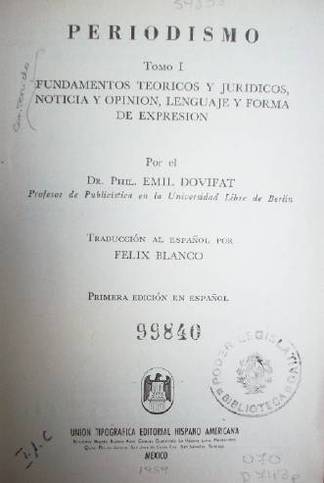 PERIODISMO
TOMO I
FUNDAMENTOS TEORICOS Y JURIDICOS,
NOTICIA Y OPINION, LENGUAJE Y FORMA
DE EXPRESION
Por el
DR. PHIL. EMIL DOVIFAT
Profesor de Publicística en la Universidad Libre de Berlín
TRADUCCIÓN AL ESPAÑOL POR
FELIX BLANCO
PRIMERA EDICIÓN EN ESPAÑOL
99840
PODER LEGISLATIVO
BIBLIOTECA
UNION TIPOGRAFICA EDITORIAL HISPANO AMERICANA
MEXICO
1959
070